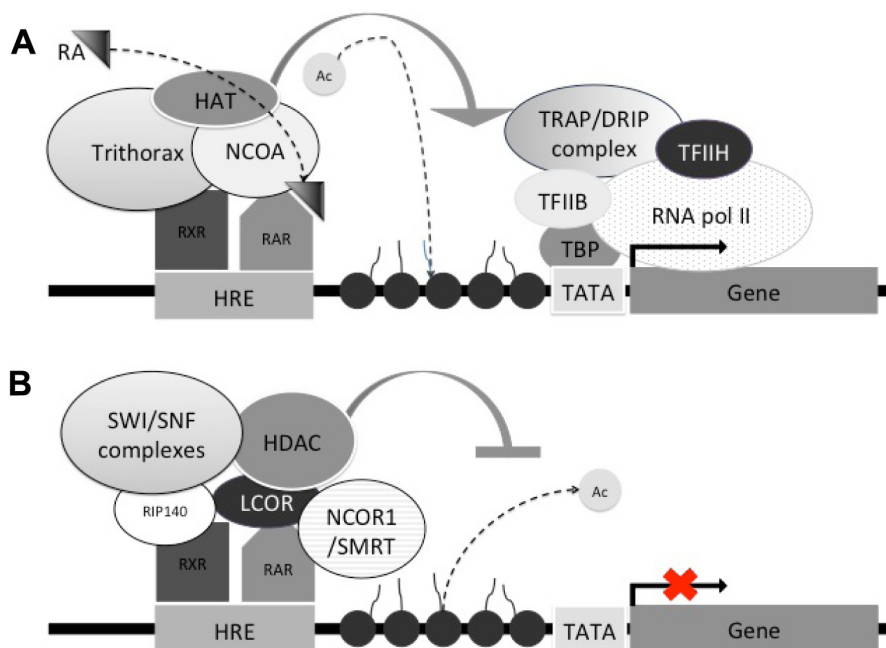 A
RA
HAT
Ac
Trithorax
NCOA
TRAP/DRIP
complex
TFIIH
TFIIB
RNA pol II
RXR
RAR
TBP
HRE
TATA
Gene
B
SWI/SNF
complexes
HDAC
RIP140
LCOR
NCOR1
/SMRT
Ac
RXR
RAR
HRE
TATA
Gene